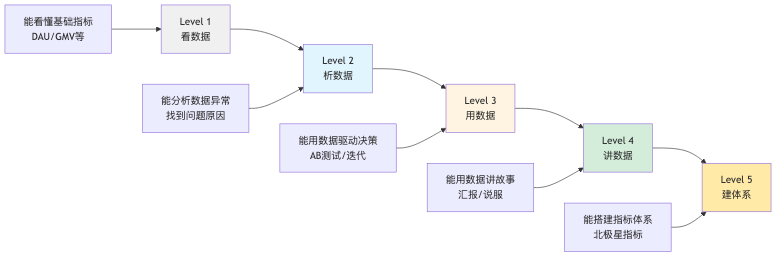 能看懂基础指标
DAU/GMV等
Level 1
看数据
Level 2
析数据
能分析数据异常
找到问题原因
Level 3
用数据
能用数据驱动决策
AB测试/迭代
Level 4
讲数据
能用数据讲故事
汇报/说服
Level 5
建体系
能搭建指标体系
北极星指标